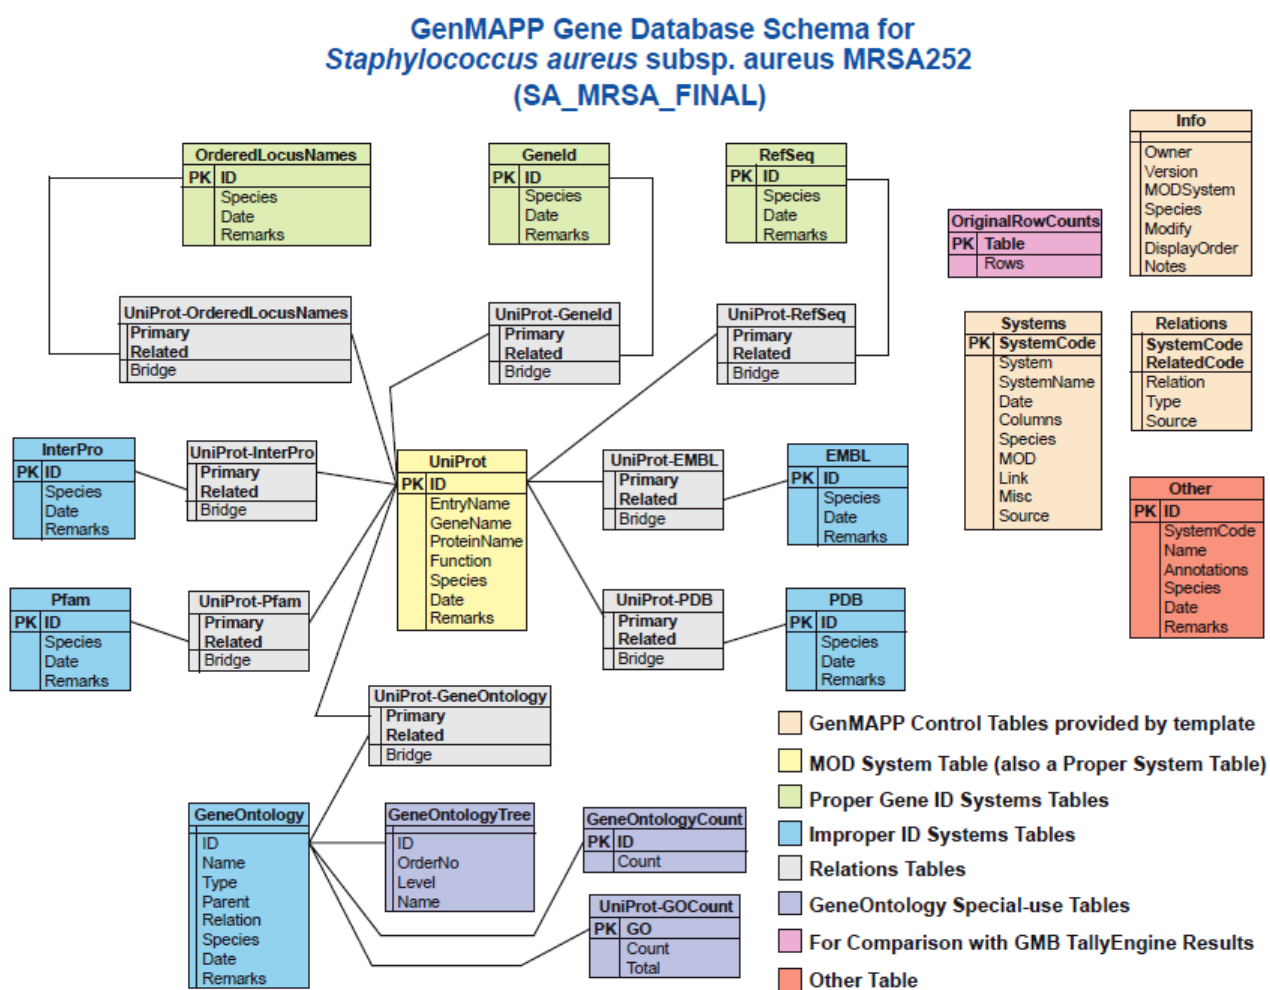 GenMAPP Gene Database Schema for
Staphylococcus aureus subsp. aureus MRSA252
(SA_MRSA_FINAL)
OrderedLocusNames
PK ID
Species
Date
Remarks
GeneId
PK ID
Species
Date
Remarks
RefSeq
PK ID
Species
Date
Remarks
Info
Owner
Version
MODSystem
Species
Modify
DisplayOrder
Notes
OriginalRowCounts
PK Table
Rows
UniProt-OrderedLocusNames
Primary
Related
Bridge
UniProt-GeneId
Primary
Related
Bridge
UniProt-RefSeq
Primary
Related
Bridge
Systems
PK SystemCode
System
SystemName
Date
Columns
Species
MOD
Link
Misc
Source
Relations
SystemCode
RelatedCode
Relation
Type
Source
InterPro
PK ID
Species
Date
Remarks
UniProt-InterPro
Primary
Related
Bridge
UniProt
PK ID
EntryName
GeneName
ProteinName
Function
Species
Date
Remarks
UniProt-EMBL
Primary
Related
Bridge
EMBL
PK ID
Species
Date
Remarks
Other
PK ID
SystemCode
Name
Annotations
Species
Date
Remarks
Pfam
PK ID
Species
Date
Remarks
UniProt-Pfam
Primary
Related
Bridge
UniProt-PDB
Primary
Related
Bridge
PDB
PK ID
Species
Date
Remarks
UniProt-GeneOntology
Primary
Related
Bridge
GeneOntology
ID
Name
Type
Parent
Relation
Species
Date
Remarks
GeneOntologyTree
ID
OrderNo
Level
Name
GeneOntologyCount
PK ID
Count
UniProt-GOCount
PK GO
Count
Total
GenMAPP Control Tables provided by template
MOD System Table (also a Proper System Table)
Proper Gene ID Systems Tables
Improper ID Systems Tables
Relations Tables
GeneOntology Special-use Tables
For Comparison with GMB TallyEngine Results
Other Table